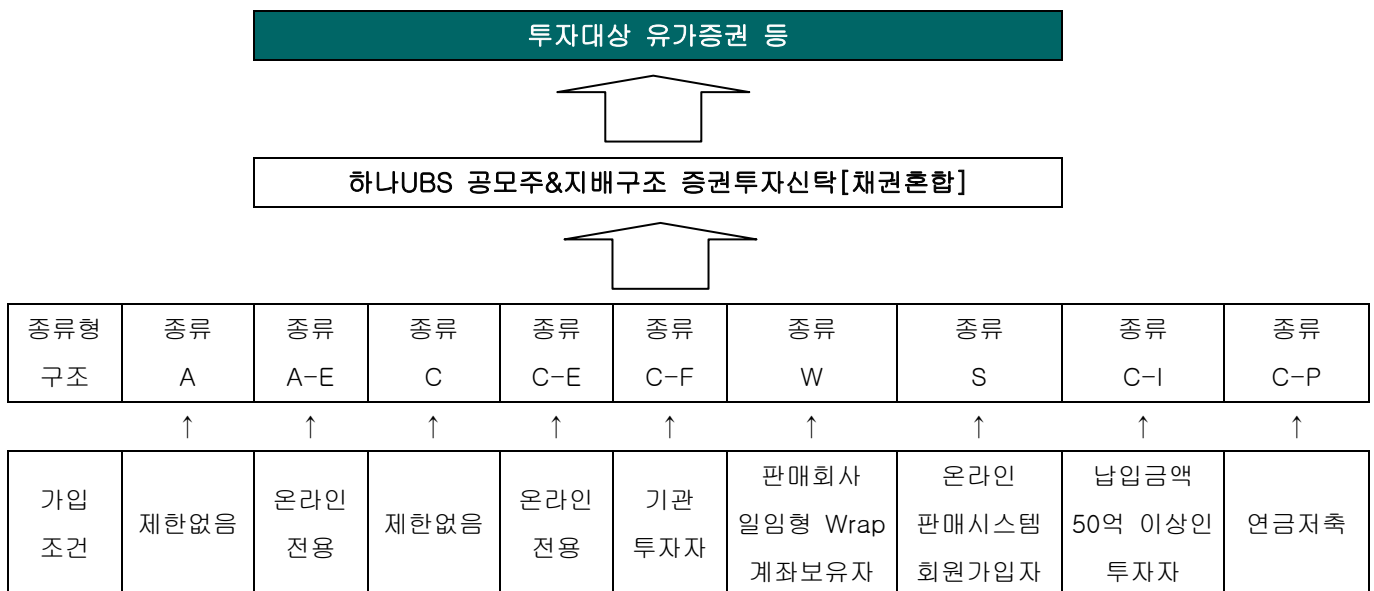 투자대상 유가증권 등
하나UBS 공모주&지배구조 증권투자신탁[채권혼합]
종류형 종류 종류 종류 종류 종류 종류 종류 종류 종류
구조 A A-E C C-E C-F W S C-I C-P
↑ ↑ ↑ ↑ ↑ ↑ ↑ ↑ ↑
판매회사 온라인 납입금액
가입 온라인 온라인 기관
제한없음 제한없음 일임형 Wrap 판매시스템 50억 이상인 연금저축
조건 전용 전용 투자자
계좌보유자 회원가입자 투자자